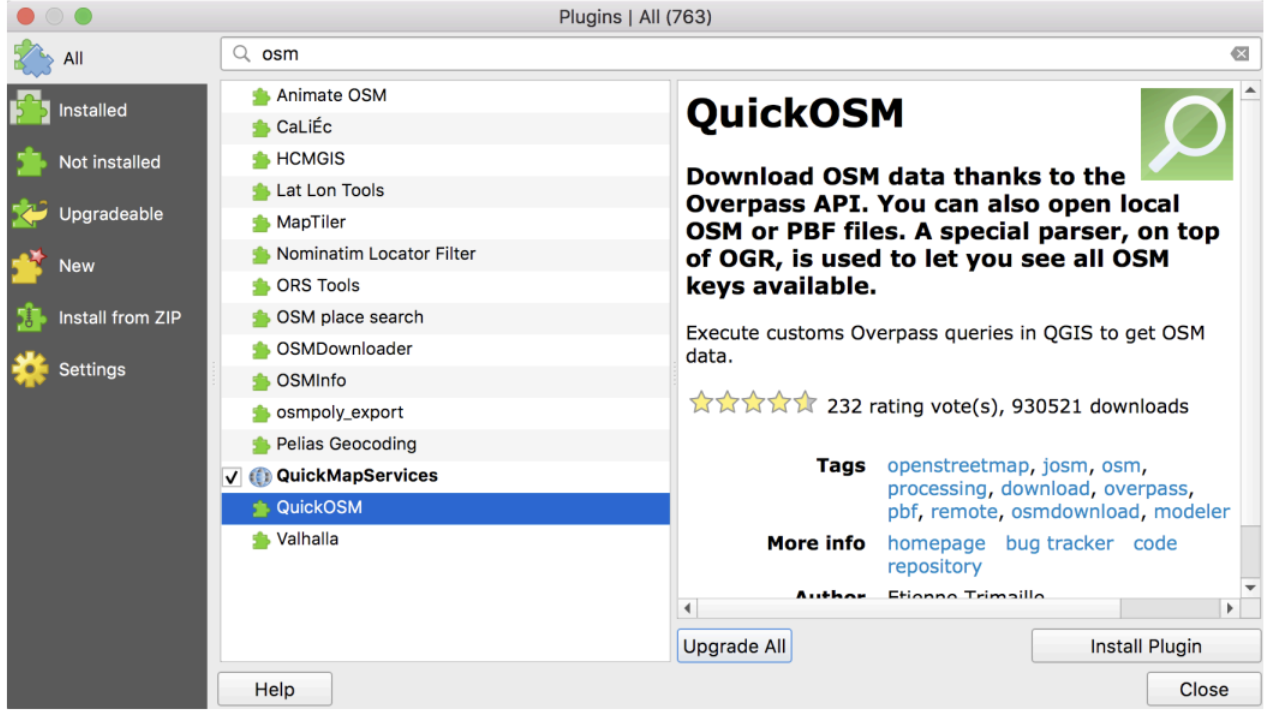 Plugins | All (763)
All
Installed
Not installed
Upgradeable
New
Install from ZIP
Settings
osm
Animate OSM
CaLiÉc
HCMGIS
Lat Lon Tools
MapTiler
Nominatim Locator Filter
ORS Tools
OSM place search
OSMDownloader
OSMInfo
osmpoly_export
Pelias Geocoding
QuickMapServices
QuickOSM
Valhalla
QuickOSM
Download OSM data thanks to the
Overpass API. You can also open local
OSM or PBF files. A special parser, on top
of OGR, is used to let you see all OSM
keys available.
Execute customs Overpass queries in QGIS to get OSM
data.
232 rating vote(s), 930521 downloads
Tags openstreetmap, josm, osm,
processing, download, overpass,
pbf, remote, osmdownload, modeler
More info homepage bug tracker code
repository
Author Etienne Trimaille
Upgrade All
Install Plugin
Help
Close